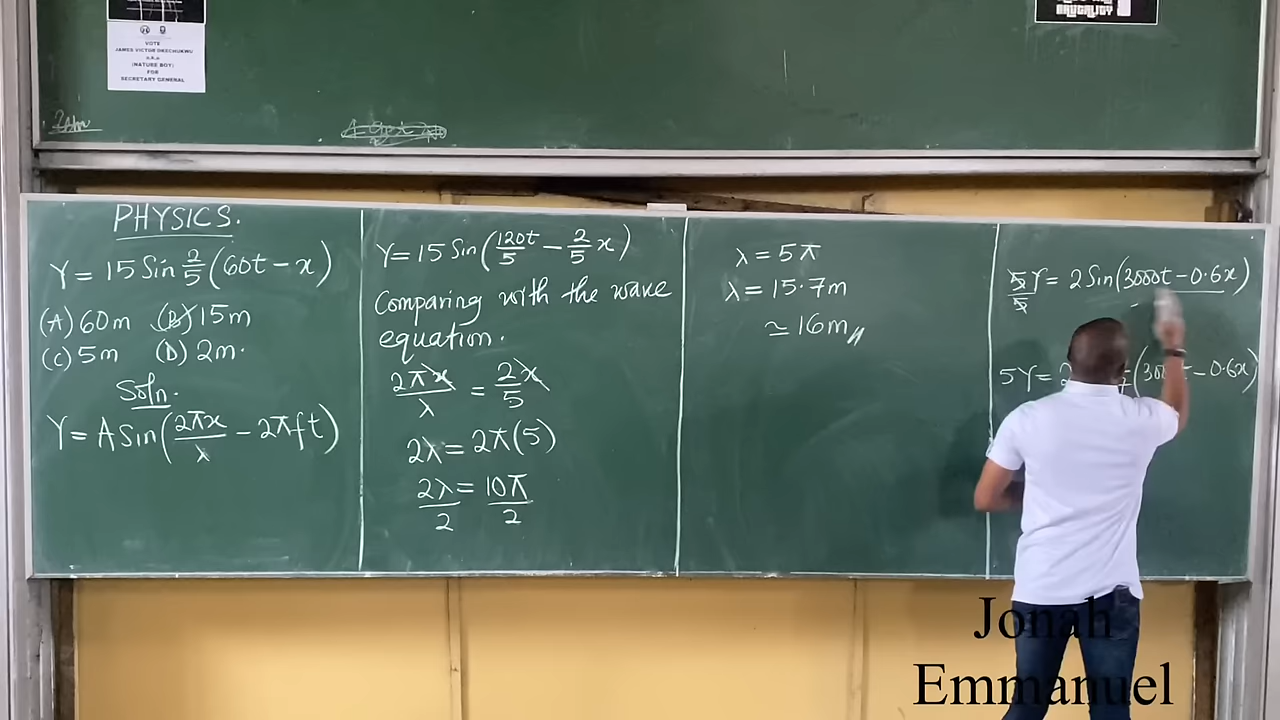 VOTE
JAMES VICTOR OKECHUKWU
a.k.a
(NATURE BOY)
FOR
SECRETARY GENERAL
BRUTALITY
PHYSICS.
Y = 15 Sin 2/5 (60t − x)
(A) 60m (B) 15m
(C) 5m (D) 2m.
Soln.
Y = A Sin(2πx/λ − 2πft)
Y = 15 Sin(120t/5 − 2/5 x)
Comparing with the wave
equation.
2πx/λ = 2x/5
2λ = 2π(5)
2λ/2 = 10π/2
λ = 5π
λ = 15.7m
≃ 16m
5Y/5 = 2 Sin(3000t − 0.6x)
5Y = (300 − 0.6x)
Jonah
Emmanuel